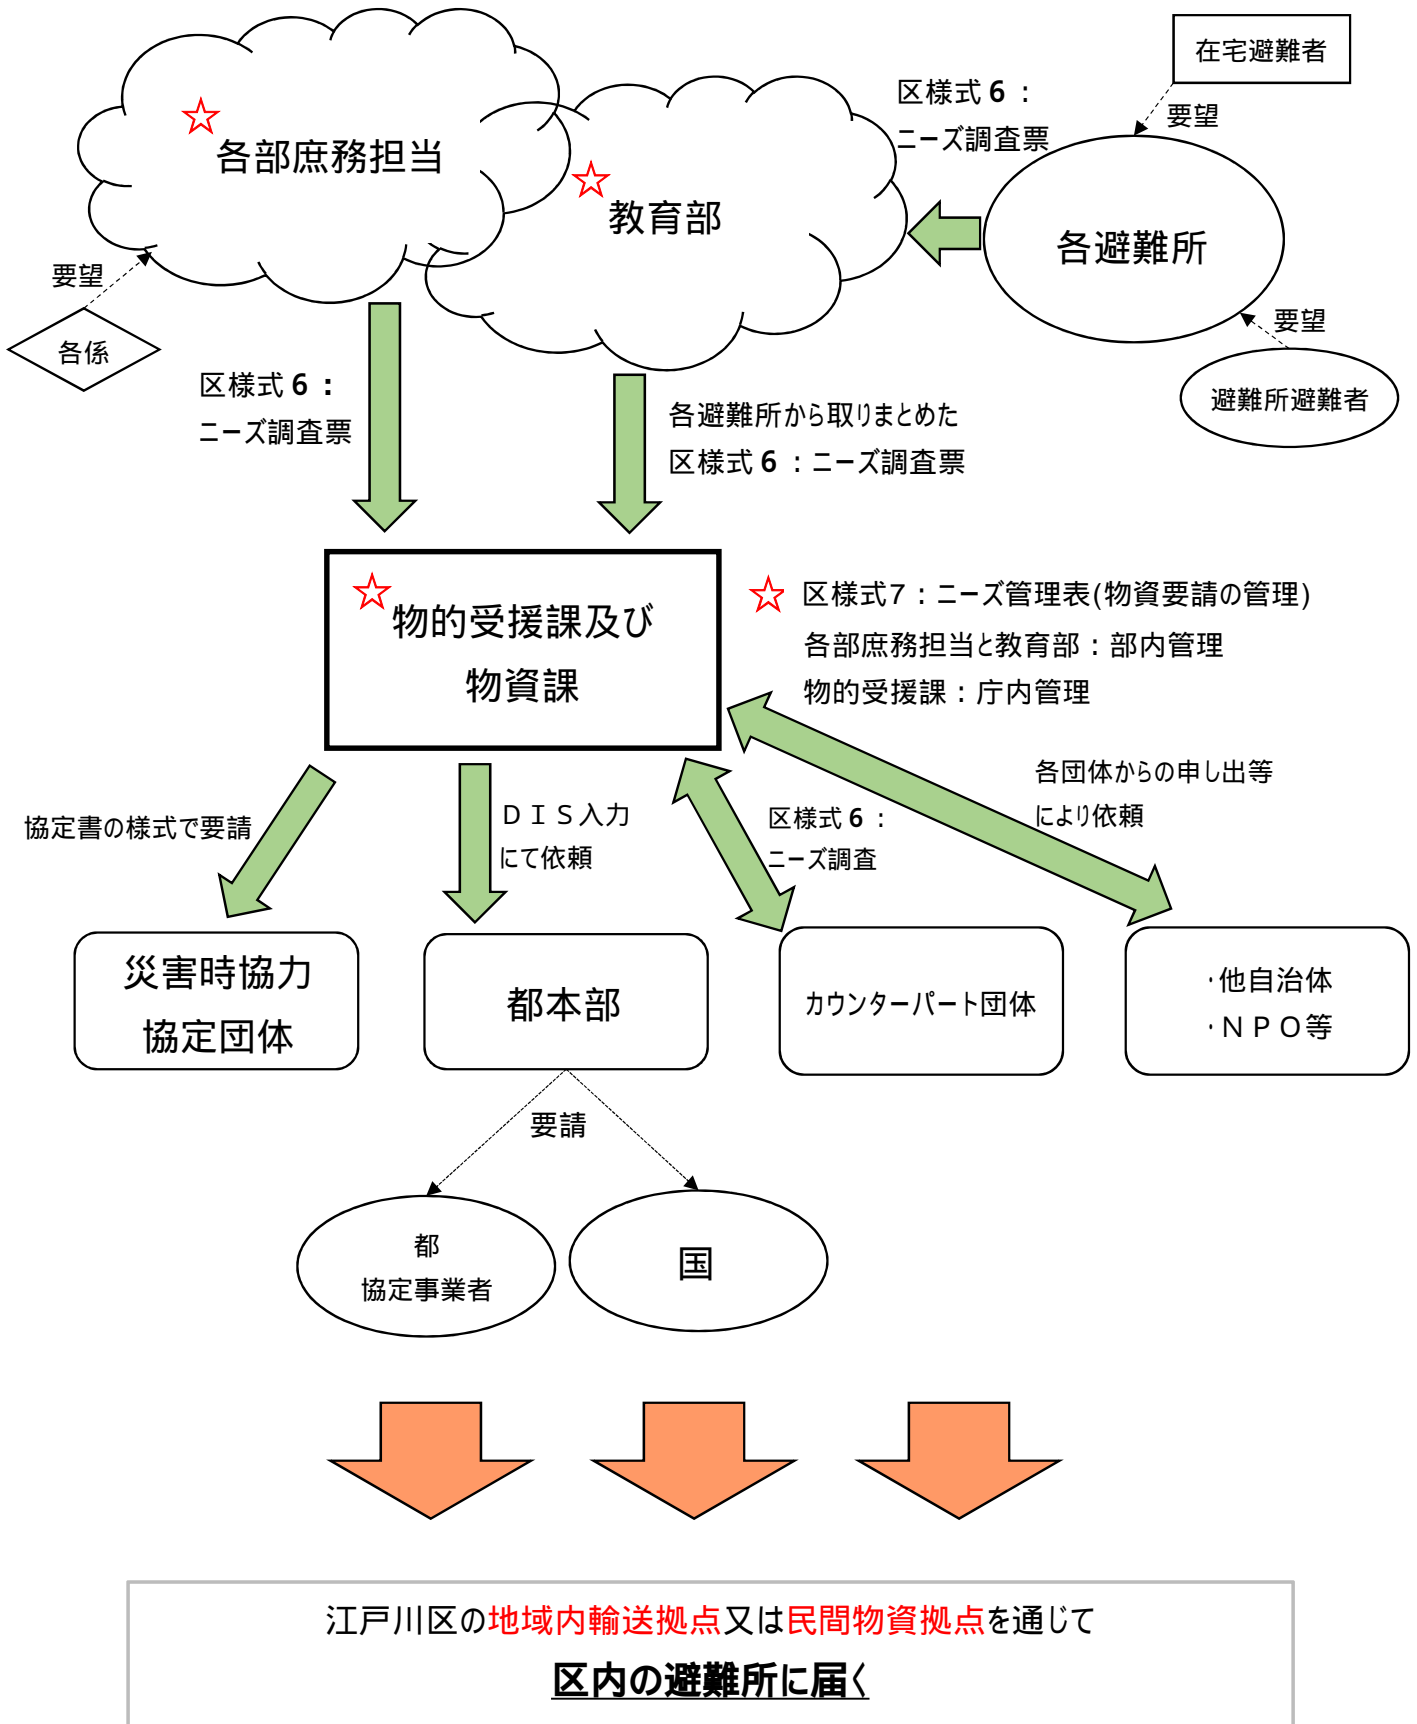 在宅避難者
要望
区様式６：
ニーズ調査票
各部庶務担当
教育部
各避難所
要望
各係
要望
避難所避難者
区様式６：
ニーズ調査票
各避難所から取りまとめた
区様式６：ニーズ調査票
物的受援課及び
物資課
☆ 区様式７：ニーズ管理表(物資要請の管理)
各部庶務担当と教育部：部内管理
物的受援課：庁内管理
協定書の様式で要請
ＤＩＳ入力
にて依頼
区様式６：
ニーズ調査
各団体からの申し出等
により依頼
災害時協力
協定団体
都本部
カウンターパート団体
・他自治体
・ＮＰＯ等
要請
都
協定事業者
国
江戸川区の地域内輸送拠点又は民間物資拠点を通じて
区内の避難所に届く